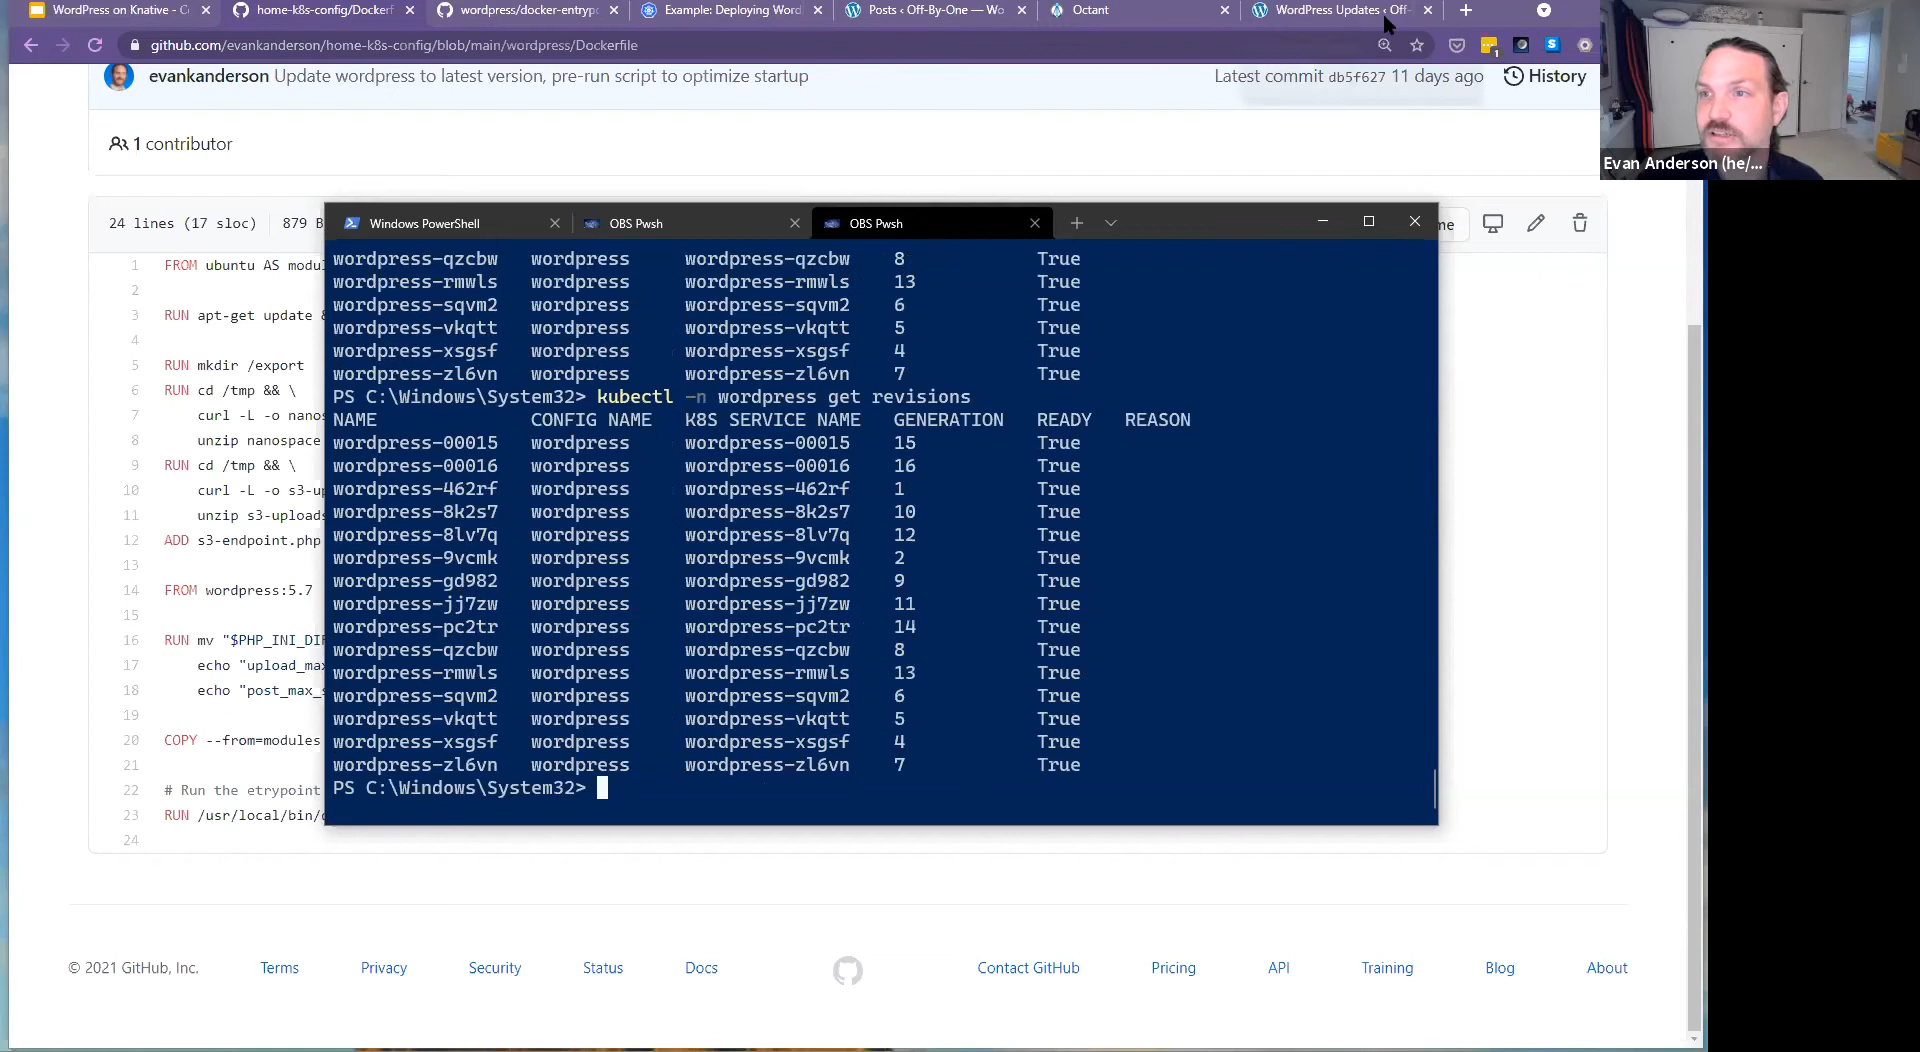 WordPress on Knative - C
home-k8s-config/Dockerf
wordpress/docker-entrypo
Example: Deploying Word
Posts ‹ Off-By-One — Wo
Octant
WordPress Updates ‹ Off-
github.com/evankanderson/home-k8s-config/blob/main/wordpress/Dockerfile
evankanderson Update wordpress to latest version, pre-run script to optimize startup
Latest commit db5f627 11 days ago
History
Evan Anderson (he/...
1 contributor
24 lines (17 sloc)
879 B
me
Windows PowerShell
OBS Pwsh
OBS Pwsh
1 FROM ubuntu AS modul
2
3 RUN apt-get update &
4
5 RUN mkdir /export
6 RUN cd /tmp && \
7 curl -L -o nanos
8 unzip nanospace
9 RUN cd /tmp && \
10 curl -L -o s3-up
11 unzip s3-uploads
12 ADD s3-endpoint.php
13
14 FROM wordpress:5.7
15
16 RUN mv "$PHP_INI_DIR
17 echo "upload_max
18 echo "post_max_s
19
20 COPY --from=modules
21
22 # Run the etrypoint
23 RUN /usr/local/bin/d
24
wordpress-qzcbw wordpress wordpress-qzcbw 8 True
wordpress-rmwls wordpress wordpress-rmwls 13 True
wordpress-sqvm2 wordpress wordpress-sqvm2 6 True
wordpress-vkqtt wordpress wordpress-vkqtt 5 True
wordpress-xsgsf wordpress wordpress-xsgsf 4 True
wordpress-zl6vn wordpress wordpress-zl6vn 7 True
PS C:\Windows\System32> kubectl -n wordpress get revisions
NAME CONFIG NAME K8S SERVICE NAME GENERATION READY REASON
wordpress-00015 wordpress wordpress-00015 15 True
wordpress-00016 wordpress wordpress-00016 16 True
wordpress-462rf wordpress wordpress-462rf 1 True
wordpress-8k2s7 wordpress wordpress-8k2s7 10 True
wordpress-8lv7q wordpress wordpress-8lv7q 12 True
wordpress-9vcmk wordpress wordpress-9vcmk 2 True
wordpress-gd982 wordpress wordpress-gd982 9 True
wordpress-jj7zw wordpress wordpress-jj7zw 11 True
wordpress-pc2tr wordpress wordpress-pc2tr 14 True
wordpress-qzcbw wordpress wordpress-qzcbw 8 True
wordpress-rmwls wordpress wordpress-rmwls 13 True
wordpress-sqvm2 wordpress wordpress-sqvm2 6 True
wordpress-vkqtt wordpress wordpress-vkqtt 5 True
wordpress-xsgsf wordpress wordpress-xsgsf 4 True
wordpress-zl6vn wordpress wordpress-zl6vn 7 True
PS C:\Windows\System32>
© 2021 GitHub, Inc.
Terms
Privacy
Security
Status
Docs
Contact GitHub
Pricing
API
Training
Blog
About